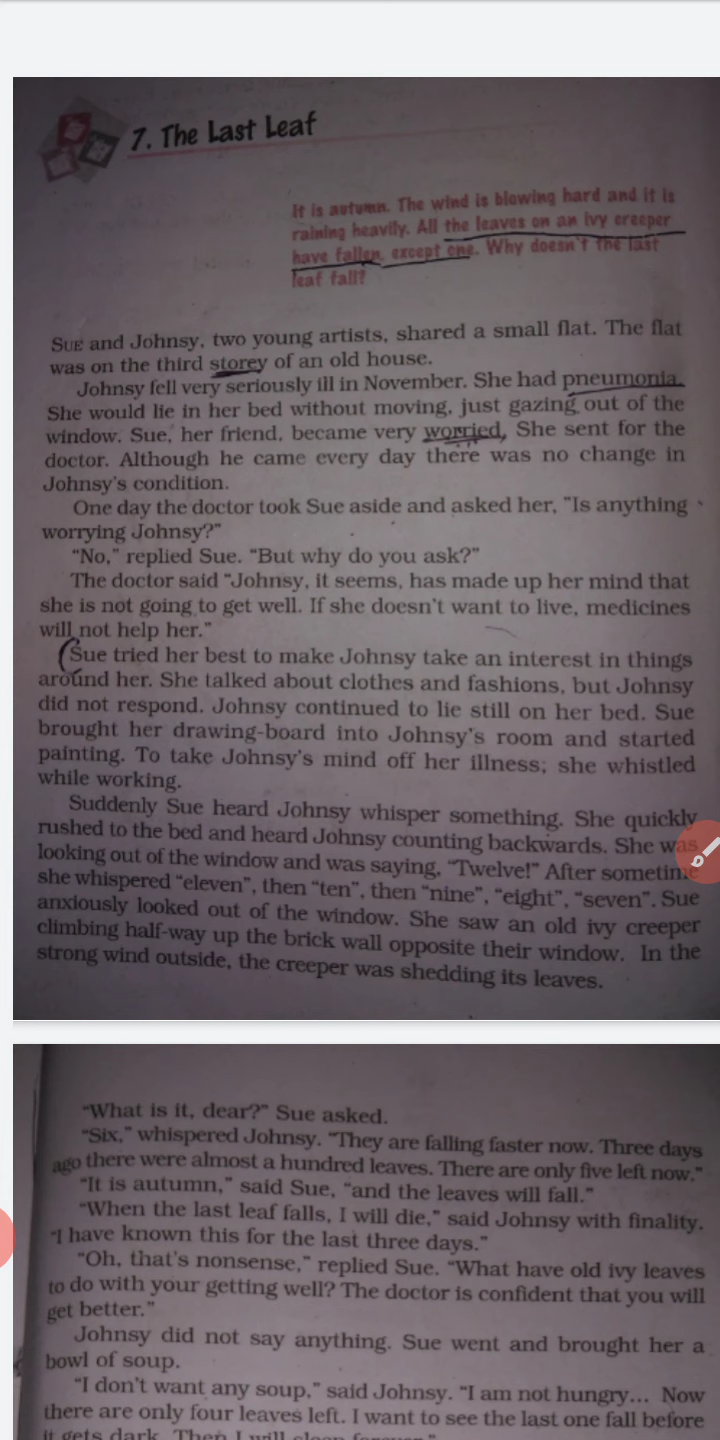 7. The Last Leaf
It is autumn. The wind is blowing hard and it is
raining heavily. All the leaves on an ivy creeper
have fallen, except one. Why doesn't the last
leaf fall?
SUE and Johnsy, two young artists, shared a small flat. The flat
was on the third storey of an old house.
Johnsy fell very seriously ill in November. She had pneumonia.
She would lie in her bed without moving, just gazing out of the
window. Sue, her friend, became very worried. She sent for the
doctor. Although he came every day there was no change in
Johnsy's condition.
One day the doctor took Sue aside and asked her, "Is anything
worrying Johnsy?"
"No," replied Sue. "But why do you ask?"
The doctor said "Johnsy, it seems, has made up her mind that
she is not going to get well. If she doesn't want to live, medicines
will not help her."
Sue tried her best to make Johnsy take an interest in things
around her. She talked about clothes and fashions, but Johnsy
did not respond. Johnsy continued to lie still on her bed. Sue
brought her drawing-board into Johnsy's room and started
painting. To take Johnsy's mind off her illness; she whistled
while working.
Suddenly Sue heard Johnsy whisper something. She quickly
rushed to the bed and heard Johnsy counting backwards. She was
looking out of the window and was saying, "Twelve!" After sometime
she whispered "eleven", then "ten", then "nine", "eight", "seven". Sue
anxiously looked out of the window. She saw an old ivy creeper
climbing half-way up the brick wall opposite their window. In the
strong wind outside, the creeper was shedding its leaves.
"What is it, dear?" Sue asked.
"Six," whispered Johnsy. "They are falling faster now. Three days
ago there were almost a hundred leaves. There are only five left now."
"It is autumn," said Sue, "and the leaves will fall."
"When the last leaf falls, I will die," said Johnsy with finality.
"I have known this for the last three days."
"Oh, that's nonsense," replied Sue. "What have old ivy leaves
to do with your getting well? The doctor is confident that you will
get better."
Johnsy did not say anything. Sue went and brought her a
bowl of soup.
"I don't want any soup," said Johnsy. "I am not hungry... Now
there are only four leaves left. I want to see the last one fall before
it gets dark. Then I will sleep forever."